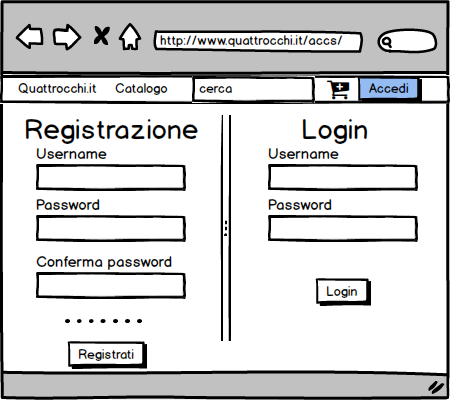 http://www.quattrocchi.it/accs/
Quattrocchi.it Catalogo cerca Accedi
Registrazione
Username
Password
Conferma password
.......
Registrati
Login
Username
Password
Login